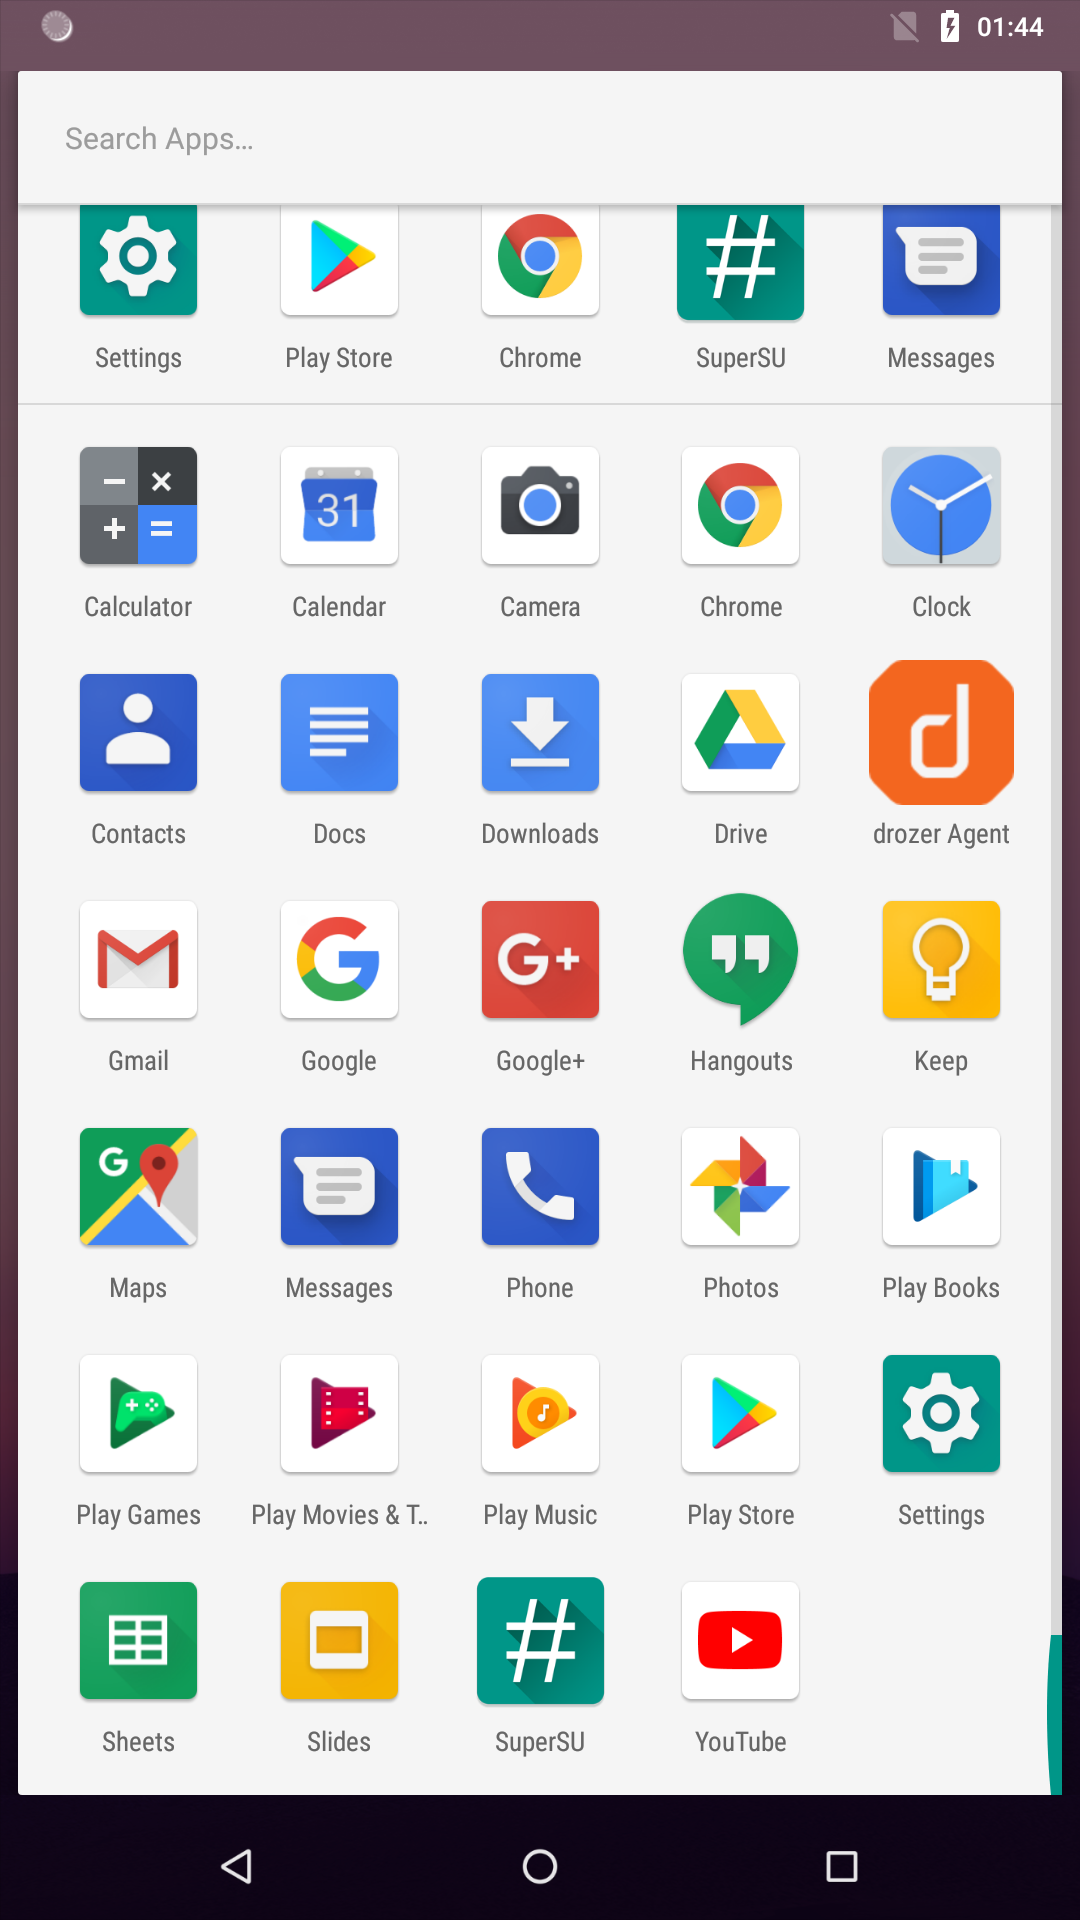 01:44
Search Apps...
Settings Play Store Chrome SuperSU Messages
31
Calculator Calendar Camera Chrome Clock
Contacts Docs Downloads Drive drozer Agent
G+
Gmail Google Google+ Hangouts Keep
G
Maps Messages Phone Photos Play Books
Play Games Play Movies & T.. Play Music Play Store Settings
Sheets Slides SuperSU YouTube